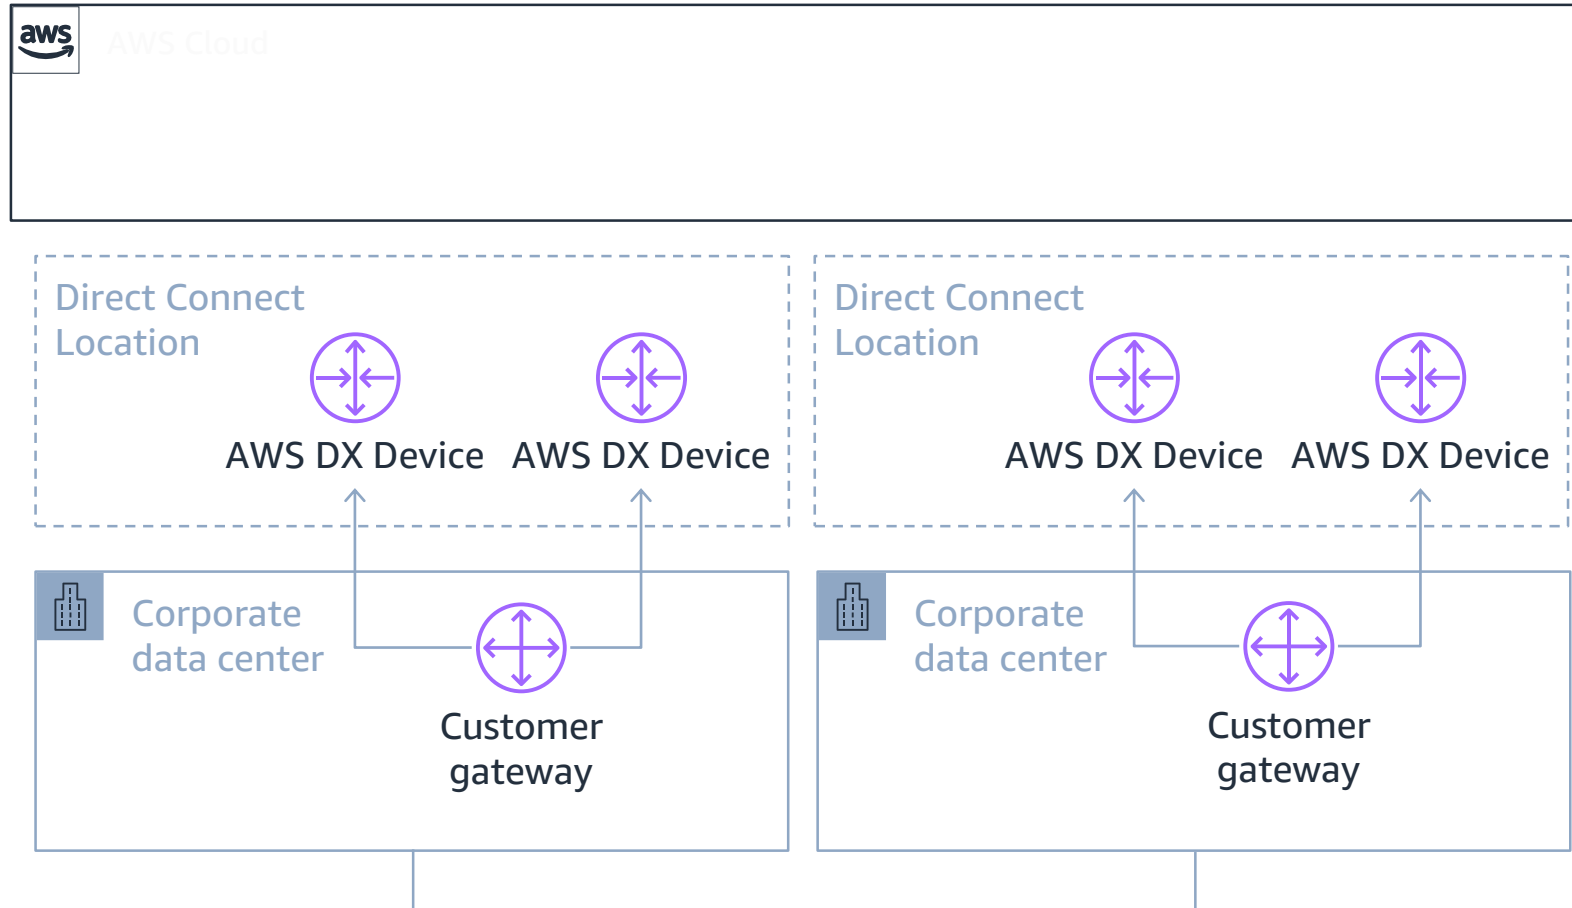 aws
AWS Cloud
Direct Connect
Location
AWS DX Device
AWS DX Device
Direct Connect
Location
AWS DX Device
AWS DX Device
Corporate
data center
Customer
gateway
Corporate
data center
Customer
gateway